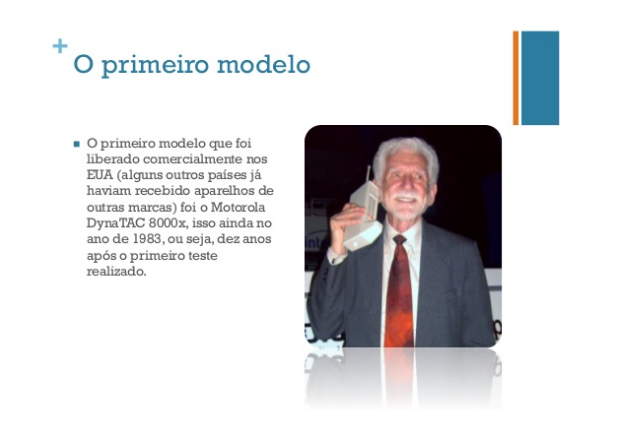 +
O primeiro modelo
O primeiro modelo que foi
liberado comercialmente nos
EUA (alguns outros países já
haviam recebido aparelhos de
outras marcas) foi o Motorola
DynaTAC 8000x, isso ainda no
ano de 1983, ou seja, dez anos
após o primeiro teste
realizado.